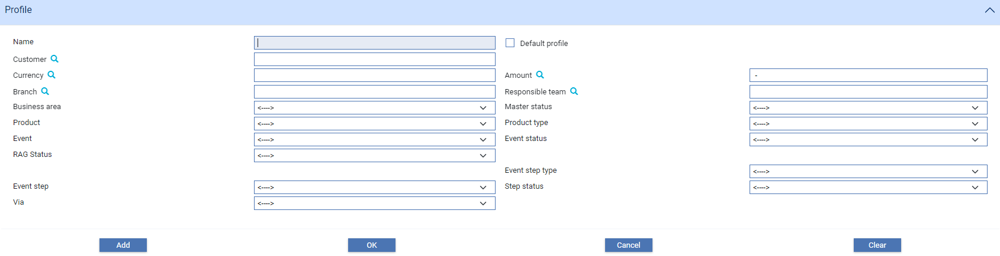 Profile
Name
Default profile
Customer
Currency
Amount -
Branch
Responsible team
Business area <---->
Master status <---->
Product <---->
Product type <---->
Event <---->
Event status <---->
RAG Status <---->
Event step type <---->
Event step <---->
Step status <---->
Via <---->
Add OK Cancel Clear